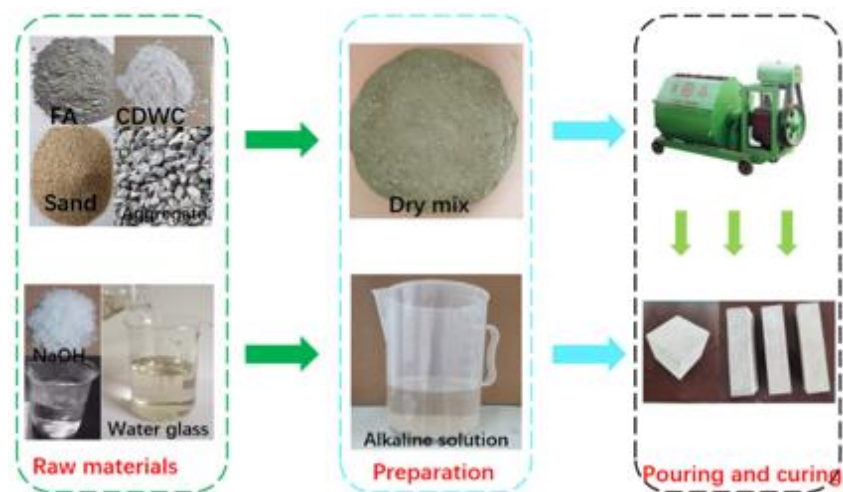 FA
CDWC
Sand
Aggregate
NaOH
Water glass
Raw materials
Dry mix
Alkaline solution
Preparation
Pouring and curing